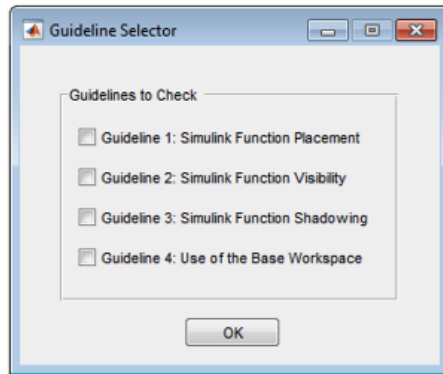 Guideline Selector
Guidelines to Check
Guideline 1: Simulink Function Placement
Guideline 2: Simulink Function Visibility
Guideline 3: Simulink Function Shadowing
Guideline 4: Use of the Base Workspace
OK